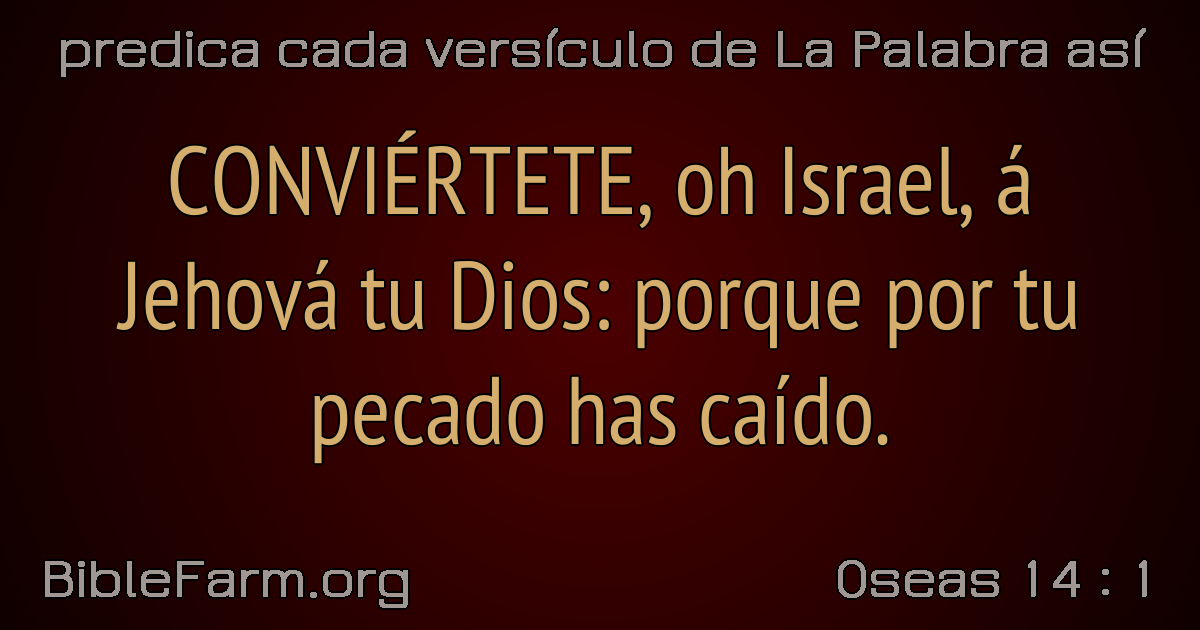 predica cada versículo de La Palabra así
CONVIÉRTETE, oh Israel, á
Jehová tu Dios: porque por tu
pecado has caído.
BibleFarm.org
Oseas 14 : 1